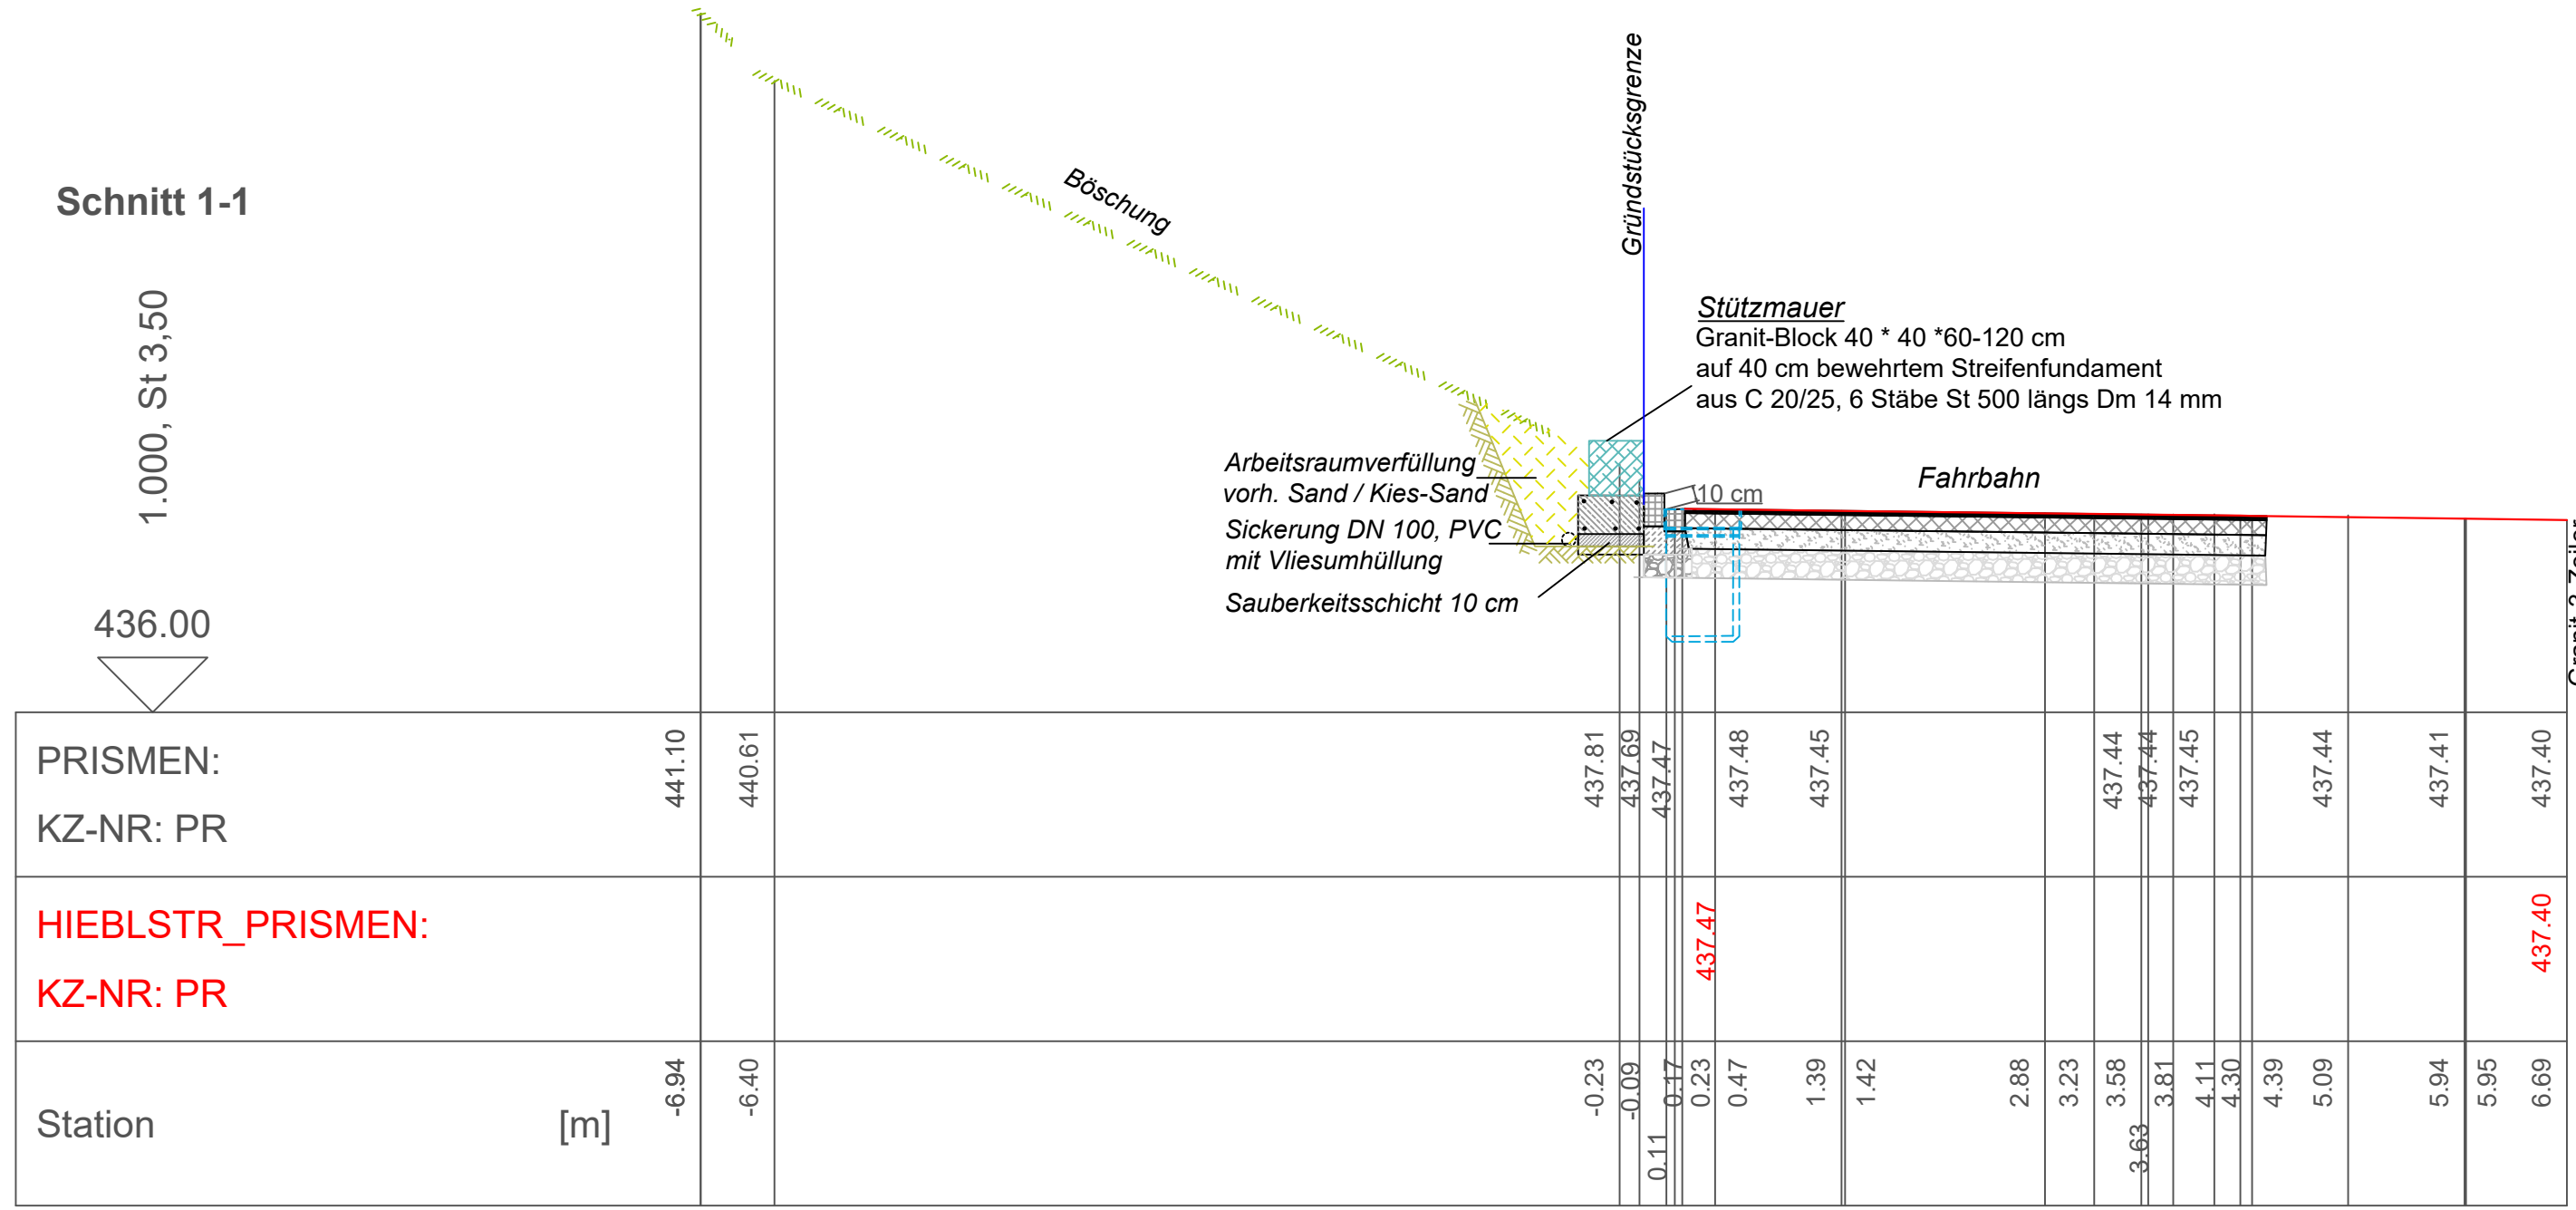 Schnitt 1-1
1.000, St 3,50
436.00
Böschung
Gründstücksgrenze
Stützmauer
Granit-Block 40 * 40 *60-120 cm
auf 40 cm bewehrtem Streifenfundament
aus C 20/25, 6 Stäbe St 500 längs Dm 14 mm
Arbeitsraumverfüllung
vorh. Sand / Kies-Sand
Sickerung DN 100, PVC
mit Vliesumhüllung
Sauberkeitsschicht 10 cm
10 cm
Fahrbahn
PRISMEN:
KZ-NR: PR
441.10
440.61
437.81
437.69
437.47
437.48
437.45
437.44
437.44
437.45
437.44
437.41
437.40
HIEBLSTR_PRISMEN:
KZ-NR: PR
437.47
437.40
Station [m]
-6.94
-6.40
-0.23
-0.09
0.11
0.17
0.23
0.47
1.39
1.42
2.88
3.23
3.58
3.63
3.81
4.11
4.30
4.39
5.09
5.94
5.95
6.69